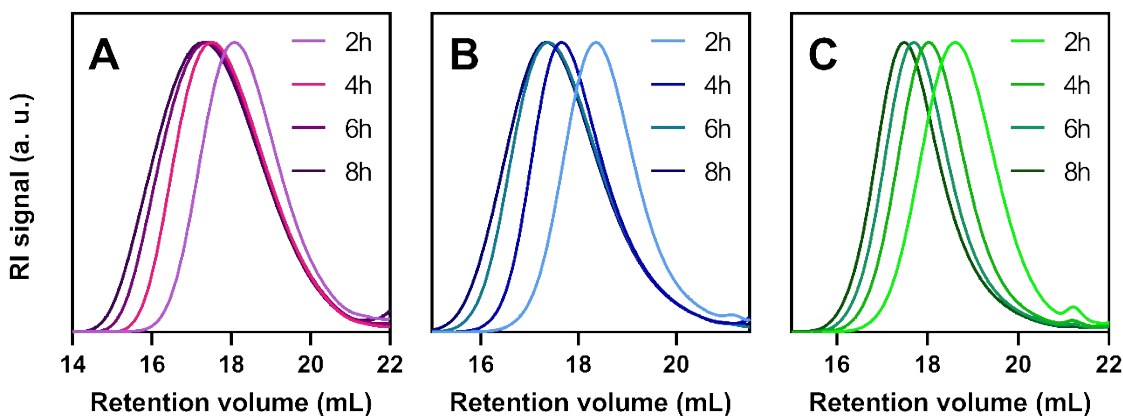 RI signal (a. u.)
A
2h
4h
6h
8h
14 16 18 20 22
Retention volume (mL)
B
2h
4h
6h
8h
16 18 20
Retention volume (mL)
C
2h
4h
6h
8h
16 18 20 22
Retention volume (mL)